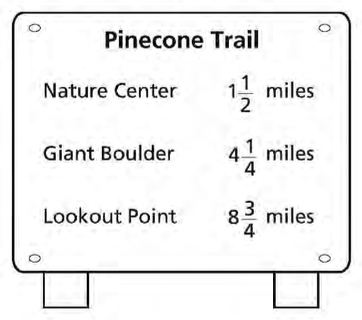 Pinecone Trail
Nature Center 1 1/2 miles
Giant Boulder 4 1/4 miles
Lookout Point 8 3/4 miles